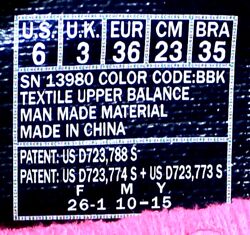 U.S. U.K. EUR CM BRA
6 3 36 23 35
SN 13980 COLOR CODE:BBK
TEXTILE UPPER BALANCE
MAN MADE MATERIAL
MADE IN CHINA
PATENT: US D723,788 S
PATENT: US D723,774 S + US D723,773 S
F M Y
26-1 10-15